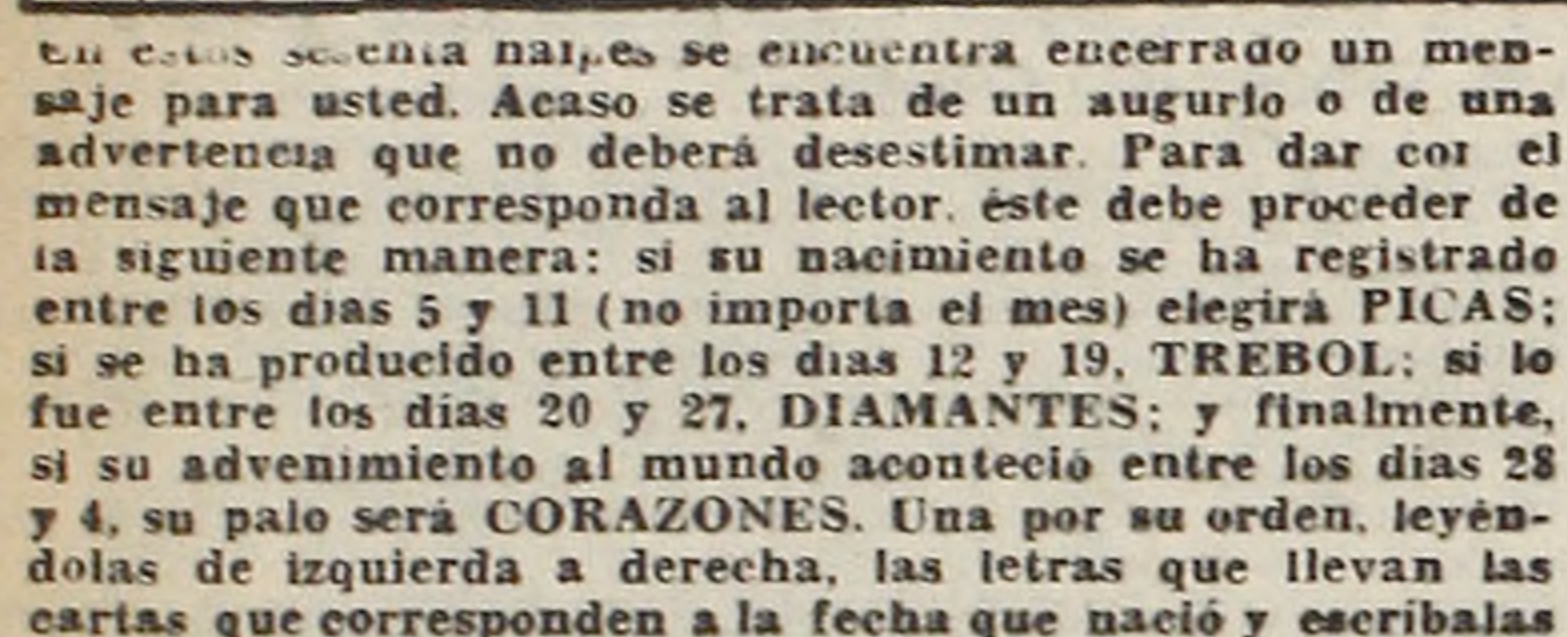 En estos sesenta naipes se encuentra encerrado un men-
saje para usted. Acaso se trata de un augurio o de una
advertencia que no deberá desestimar. Para dar con el
mensaje que corresponda al lector, éste debe proceder de
la siguiente manera: si su nacimiento se ha registrado
entre los días 5 y 11 (no importa el mes) elegirá PICAS;
si se ha producido entre los días 12 y 19, TREBOL; si lo
fue entre los días 20 y 27, DIAMANTES; y finalmente,
si su advenimiento al mundo aconteció entre los días 28
y 4, su palo será CORAZONES. Una por su orden, leyén-
dolas de izquierda a derecha, las letras que llevan las
cartas que corresponden a la fecha que nació y escríbalas